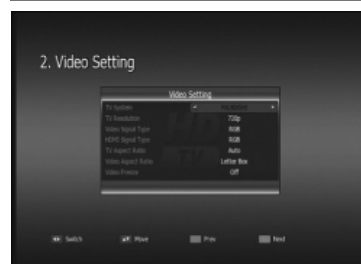 2. Video Setting
Video Setting
TV System
TV Resolution 720p
Video Signal Type RGB
HDMI Signal Type RGB
TV Aspect Ratio Auto
Video Aspect Ratio Letter Box
Video Freeze Off
Switch Move Prev Next